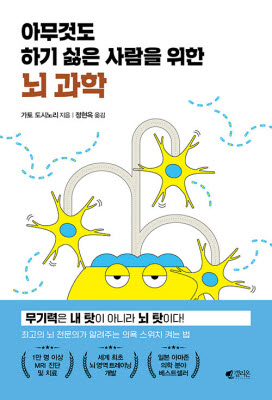 아무것도
하기 싫은 사람을 위한
뇌 과학
가토 도시노리 지음 | 정현옥 옮김
무기력은 내 탓이 아니라 뇌 탓이다!
최고의 뇌 전문의가 알려주는 의욕 스위치 켜는 법
1만 명 이상
MRI 진단
및 치료
세계 최초
뇌 영역 트레이닝
개발
일본 아마존
의학 분야
베스트셀러